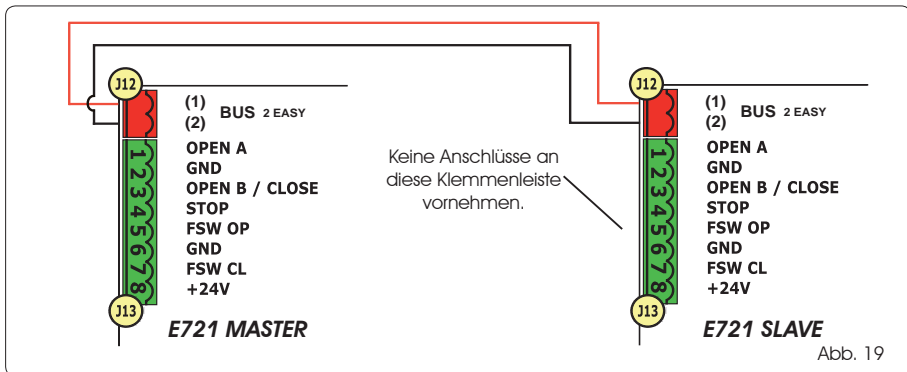 J12
(1)
(2)
BUS 2 EASY
1 OPEN A
2 GND
3 OPEN B / CLOSE
4 STOP
5 FSW OP
6 GND
7 FSW CL
8 +24V
J13
E721 MASTER
Keine Anschlüsse an
diese Klemmenleiste
vornehmen.
J12
(1)
(2)
BUS 2 EASY
1 OPEN A
2 GND
3 OPEN B / CLOSE
4 STOP
5 FSW OP
6 GND
7 FSW CL
8 +24V
J13
E721 SLAVE
Abb. 19